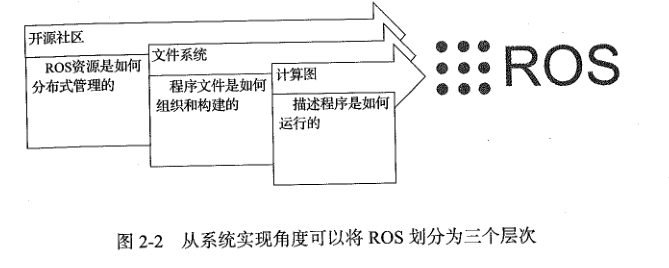 开源社区
ROS资源是如何
分布式管理的
文件系统
程序文件是如何
组织和构建的
计算图
描述程序是如何
运行的
ROS
图 2-2 从系统实现角度可以将 ROS 划分为三个层次